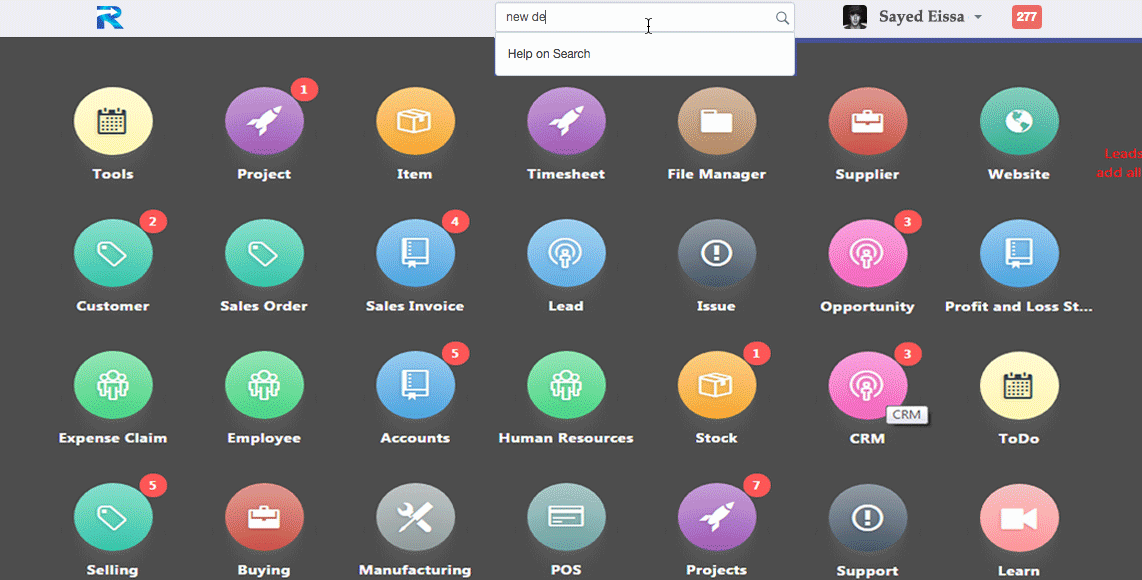 new de
Sayed Eissa
277
Help on Search
1
Tools
Project
Item
Timesheet
File Manager
Supplier
Website
Leads
add all
2
4
3
Customer
Sales Order
Sales Invoice
Lead
Issue
Opportunity
Profit and Loss St...
5
1
3
CRM
Expense Claim
Employee
Accounts
Human Resources
Stock
CRM
ToDo
5
7
Selling
Buying
Manufacturing
POS
Projects
Support
Learn